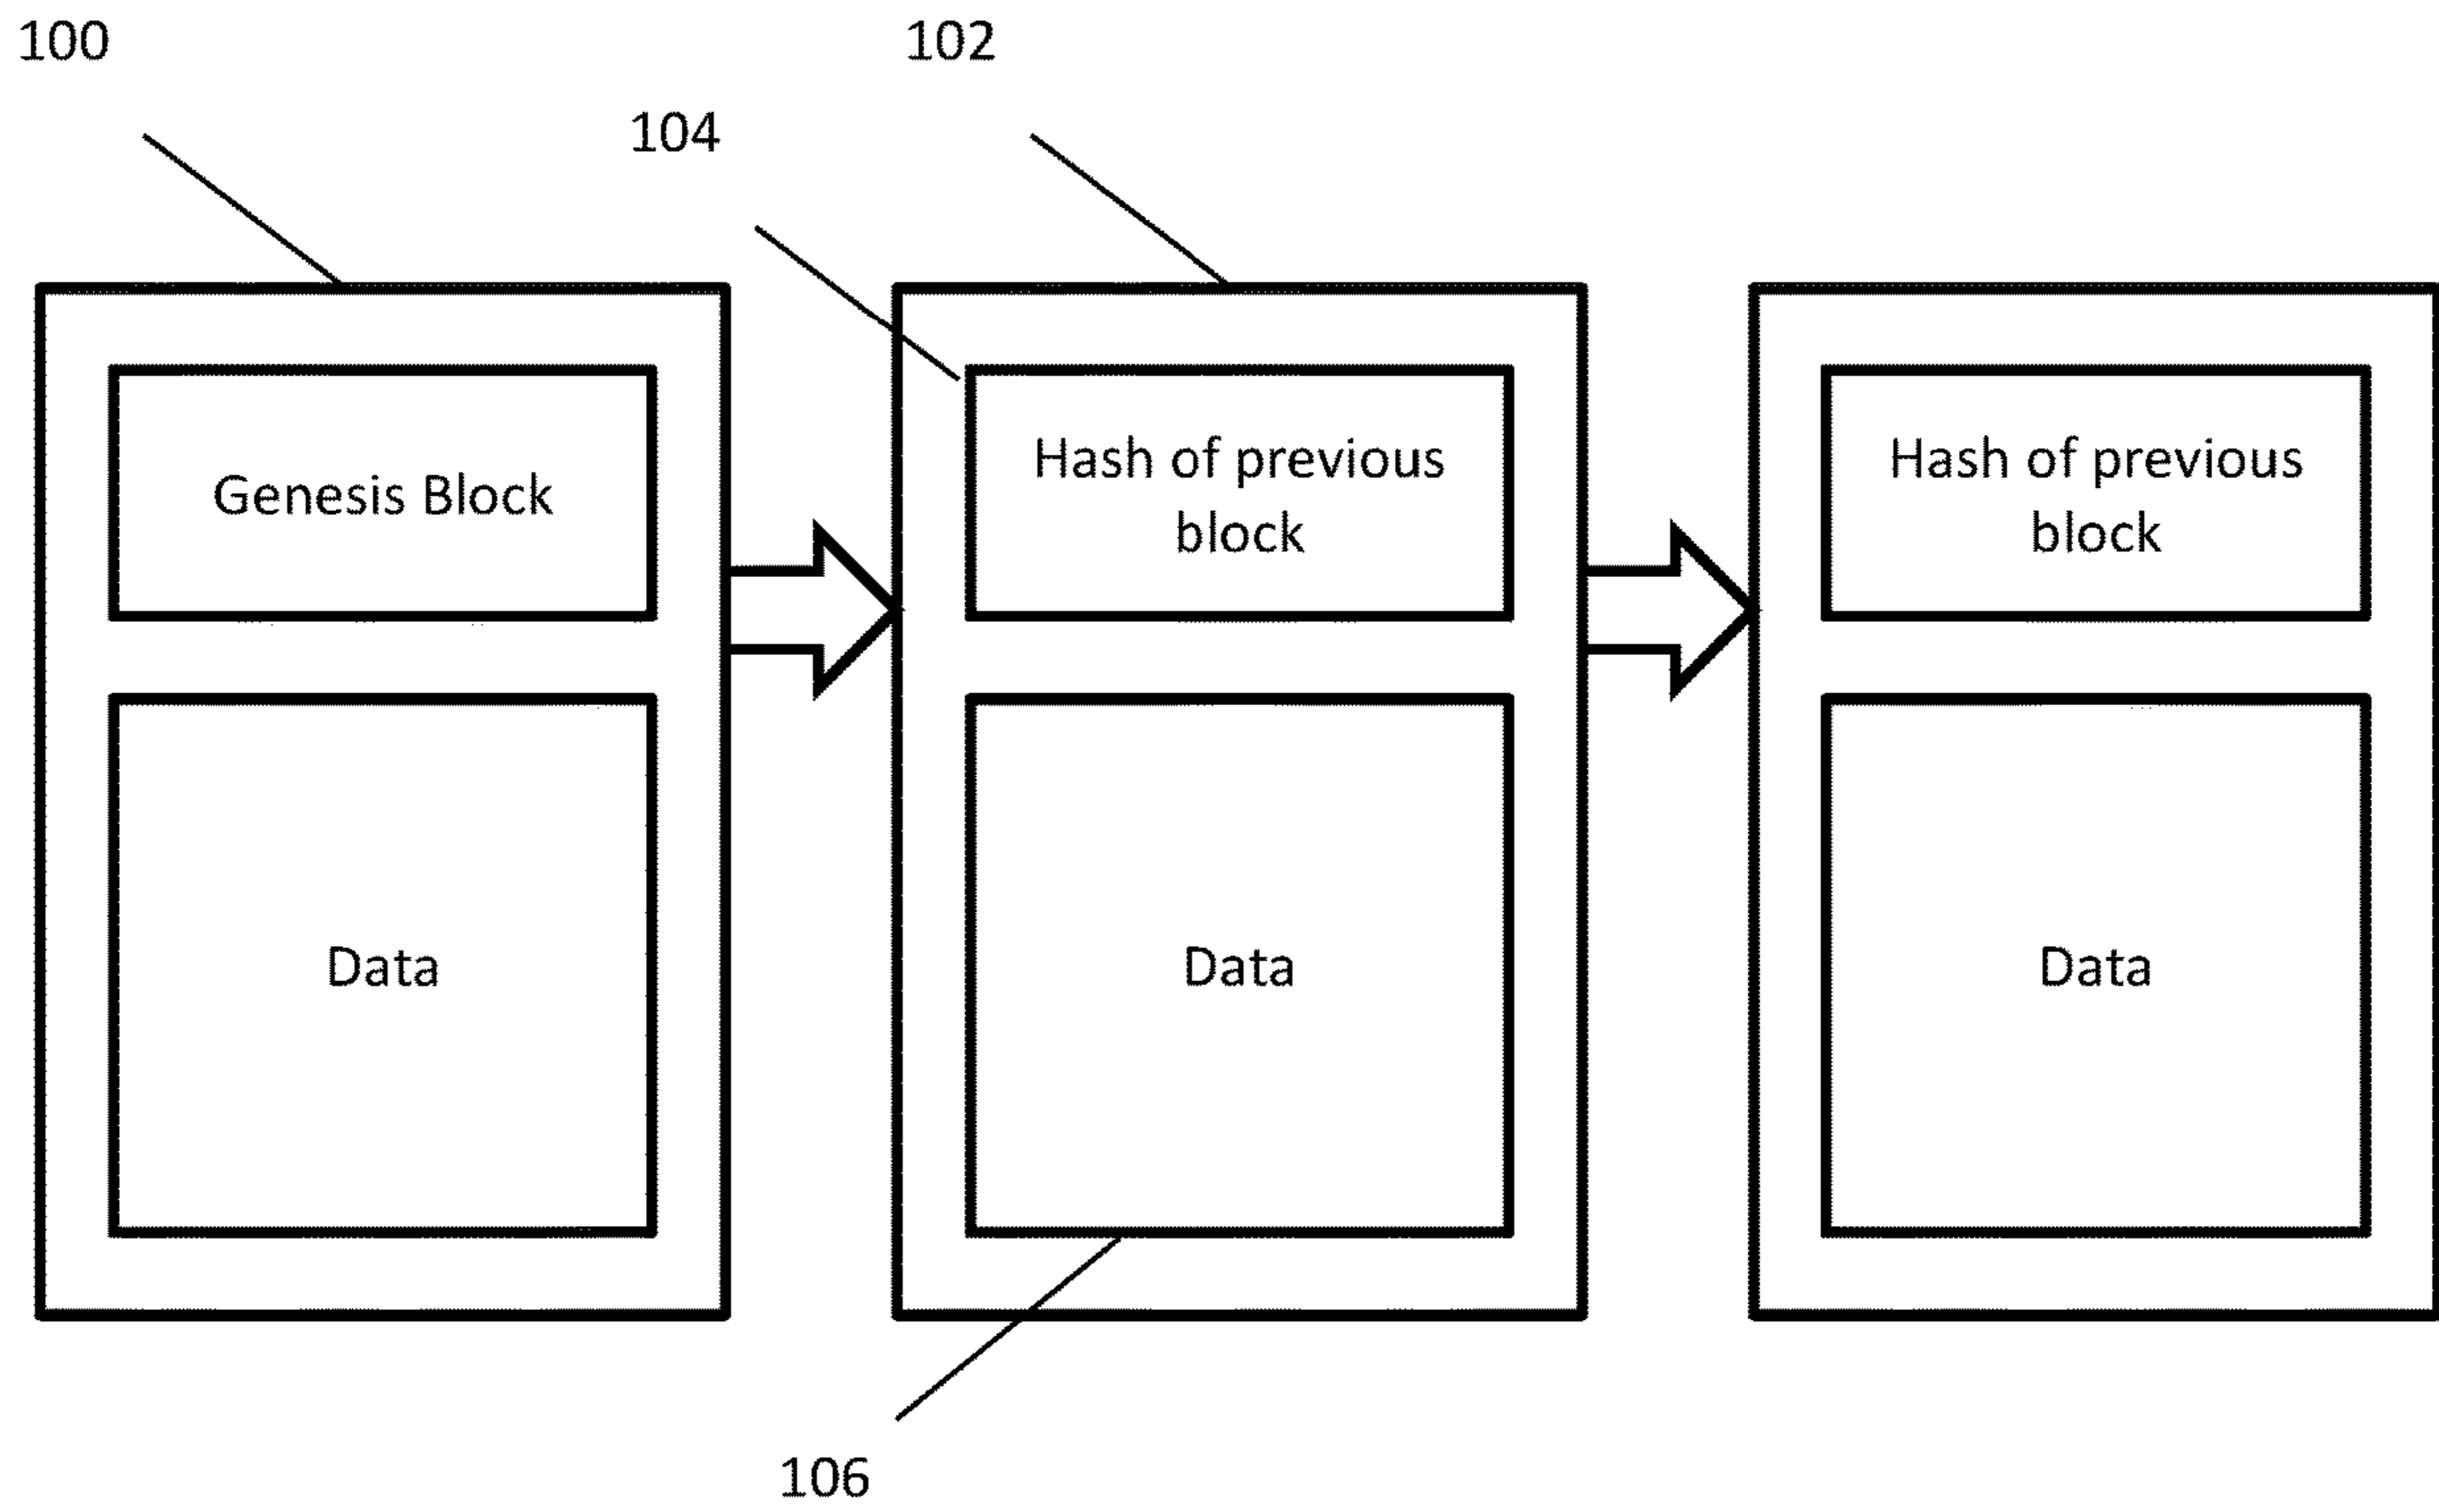 100
102
104
Genesis Block
Hash of previous
block
Hash of previous
block
Data
Data
Data
106